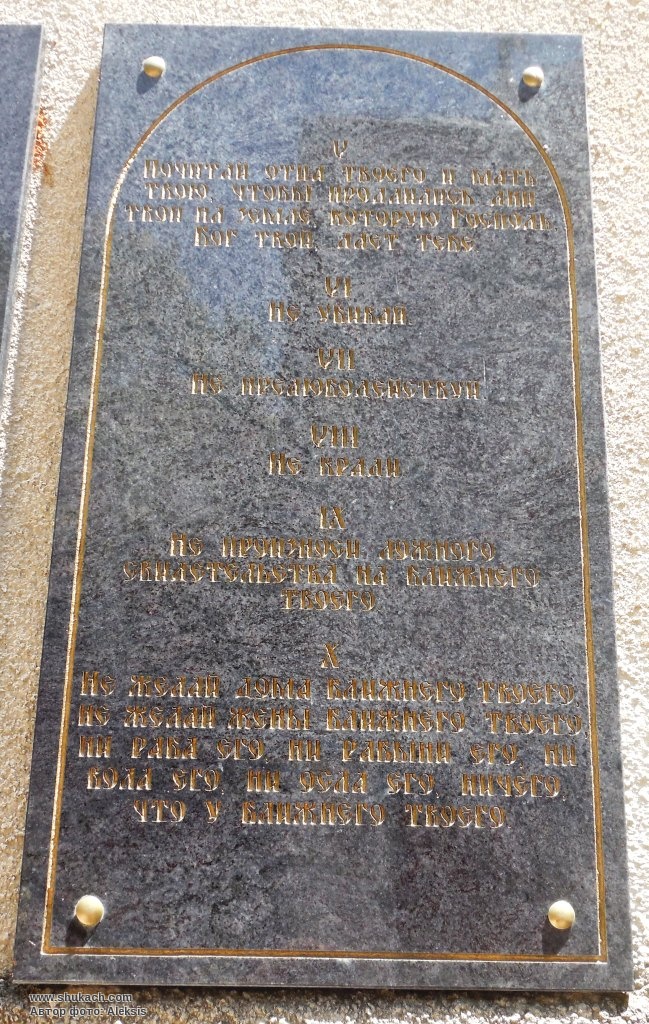 V
Почитай отца твоего и мать
твою, чтобы продлились дни
твои на земле, которую Господь,
Бог твой, даст тебе
VI
Не убивай
VII
Не прелюбодействуй
VIII
Не кради
IX
Не произноси ложного
свидетельства на ближнего
твоего
X
Не желай дома ближнего твоего,
не желай жены ближнего твоего,
ни раба его, ни рабыни его, ни
вола его, ни осла его, ничего,
что у ближнего твоего
www.shukach.com
Автор фото: Aleksis